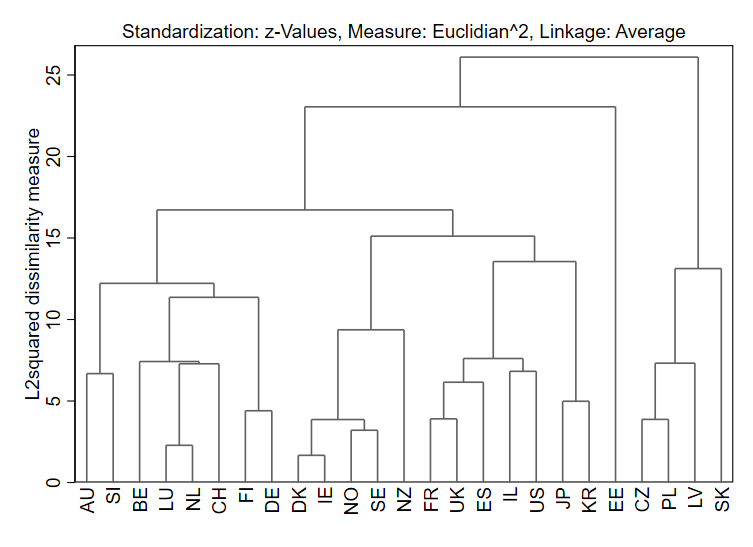 Standardization: z-Values, Measure: Euclidian^2, Linkage: Average
L2squared dissimilarity measure
25
20
15
10
5
0
AU SI BE LU NL CH FI DE DK IE NO SE NZ FR UK ES IL US JP KR EE CZ PL LV SK